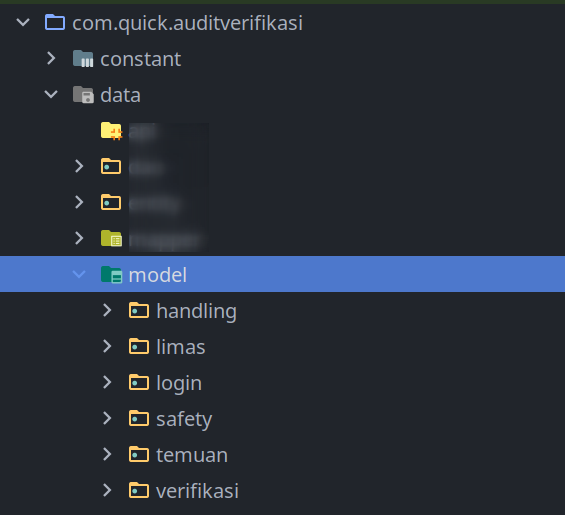 com.quick.auditverifikasi
constant
data
model
handling
limas
login
safety
temuan
verifikasi